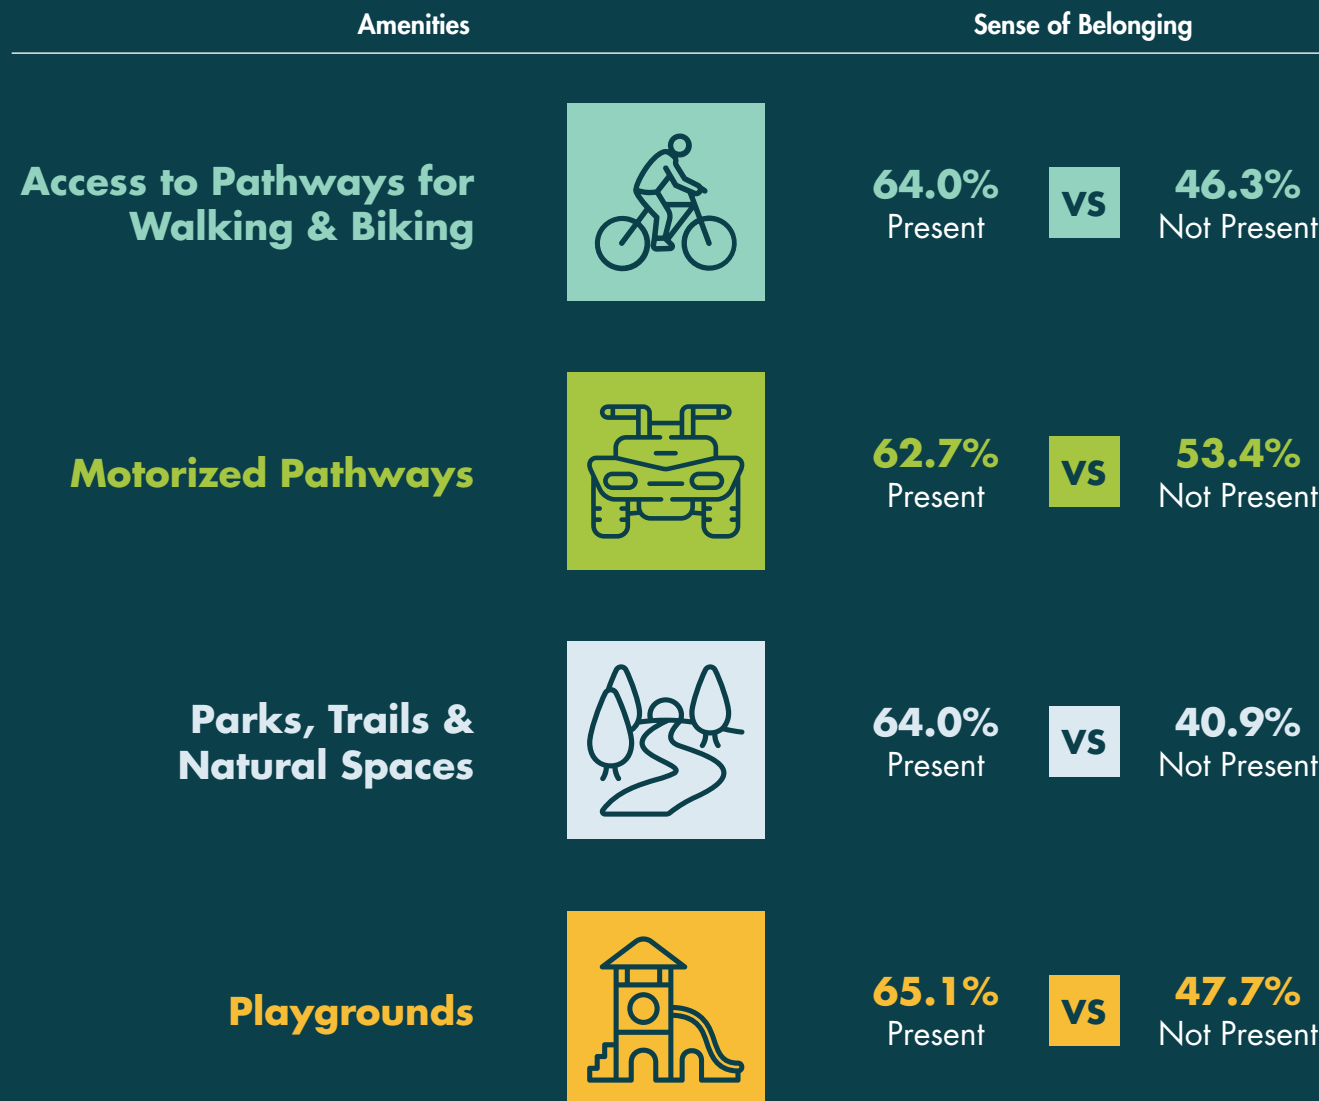 Amenities
Sense of Belonging
Access to Pathways for
Walking & Biking
64.0%
Present
VS
46.3%
Not Present
Motorized Pathways
62.7%
Present
VS
53.4%
Not Present
Parks, Trails &
Natural Spaces
64.0%
Present
VS
40.9%
Not Present
Playgrounds
65.1%
Present
VS
47.7%
Not Present